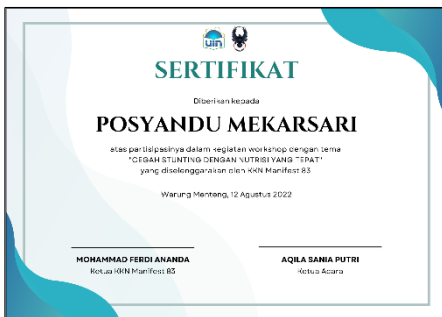 uin
SERTIFIKAT
Diberikan kepada
POSYANDU MEKARSARI
atas partisipasinya dalam kegiatan workshop dengan tema
"CEGAH STUNTING DENGAN NUTRISI YANG TEPAT"
yang diselenggarakan oleh KKN Manifest 83
Warung Menteng, 12 Agustus 2022
MOHAMMAD FERDI ANANDA
Ketua KKN Manifest 83
AQILA SANIA PUTRI
Ketua Acara